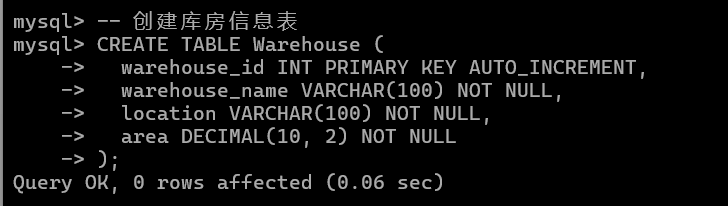 mysql> -- 创建库房信息表
mysql> CREATE TABLE Warehouse (
    ->   warehouse_id INT PRIMARY KEY AUTO_INCREMENT,
    ->   warehouse_name VARCHAR(100) NOT NULL,
    ->   location VARCHAR(100) NOT NULL,
    ->   area DECIMAL(10, 2) NOT NULL
    -> );
Query OK, 0 rows affected (0.06 sec)